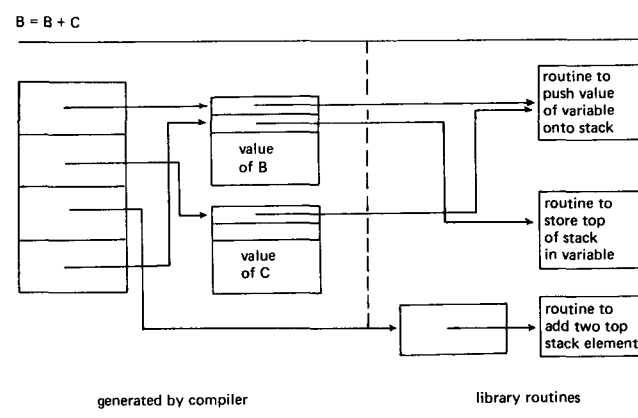 B = B + C
routine to
push value
of variable
onto stack
value
of B
routine to
store top
of stack
in variable
value
of C
routine to
add two top
stack element
generated by compiler
library routines